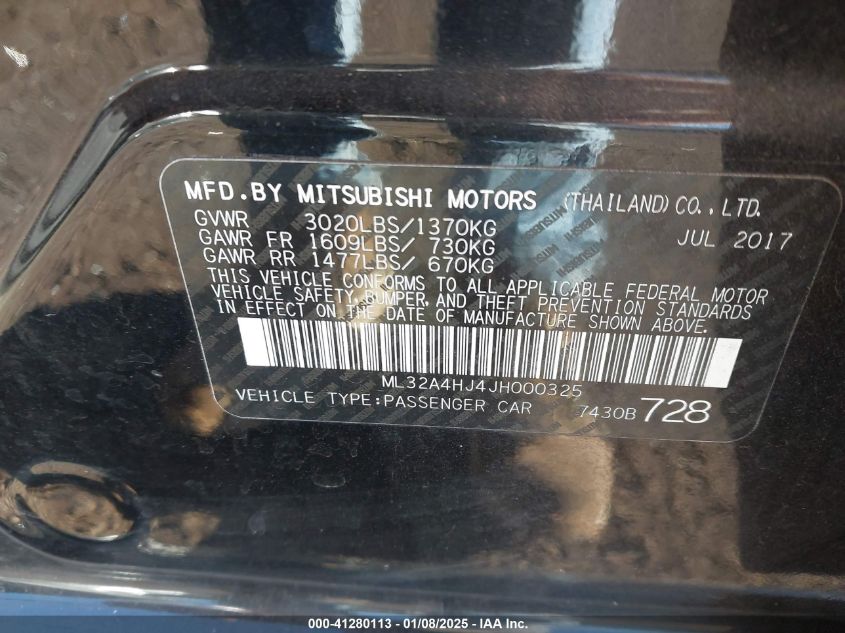 MFD.BY MITSUBISHI MOTORS (THAILAND) CO.,LTD.
GVWR 3020LBS/1370KG JUL 2017
GAWR FR 1609LBS/ 730KG
GAWR RR 1477LBS/ 670KG
THIS VEHICLE CONFORMS TO ALL APPLICABLE FEDERAL MOTOR
VEHICLE SAFETY, BUMPER, AND THEFT PREVENTION STANDARDS
IN EFFECT ON THE DATE OF MANUFACTURE SHOWN ABOVE.
ML32A4HJ4JH000325
VEHICLE TYPE:PASSENGER CAR 7430B 728
000-41280113 - 01/08/2025 - IAA Inc.